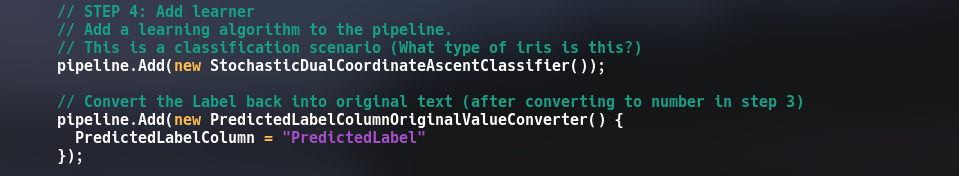 // STEP 4: Add learner
// Add a learning algorithm to the pipeline.
// This is a classification scenario (What type of iris is this?)
pipeline.Add(new StochasticDualCoordinateAscentClassifier());

// Convert the Label back into original text (after converting to number in step 3)
pipeline.Add(new PredictedLabelColumnOriginalValueConverter() {
  PredictedLabelColumn = "PredictedLabel"
});